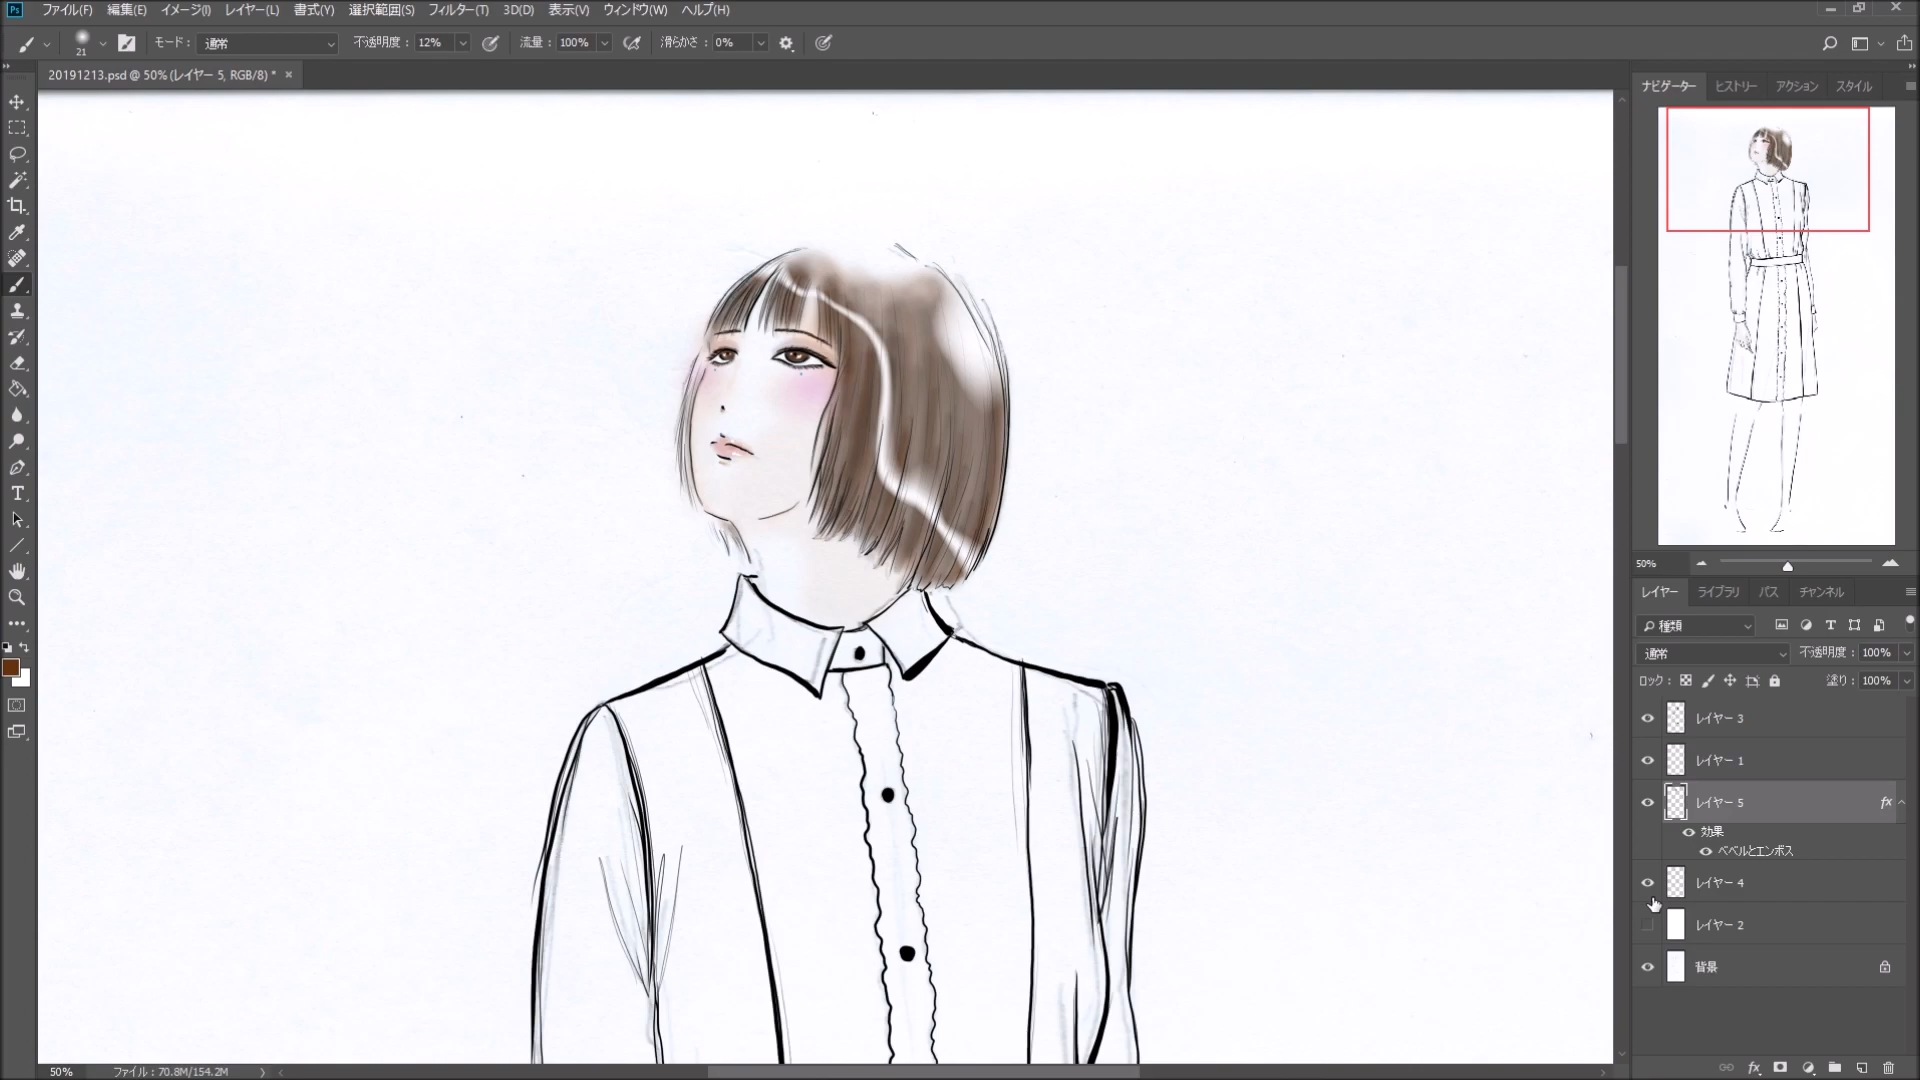 Ps ファイル(F) 編集(E) イメージ(I) レイヤー(L) 書式(Y) 選択範囲(S) フィルター(T) 3D(D) 表示(V) ウィンドウ(W) ヘルプ(H)
21 モード： 通常 不透明度： 12% 流量： 100% 滑らかさ： 0%
20191213.psd @ 50% (レイヤー 5, RGB/8) *
ナビゲーター ヒストリー アクション スタイル
50%
レイヤー ライブラリ パス チャンネル
種類
通常 不透明度： 100%
ロック： 塗り： 100%
レイヤー 3
レイヤー 1
レイヤー 5 fx
効果
ベベルとエンボス
レイヤー 4
レイヤー 2
背景
50% ファイル：70.8M/154.2M
fx